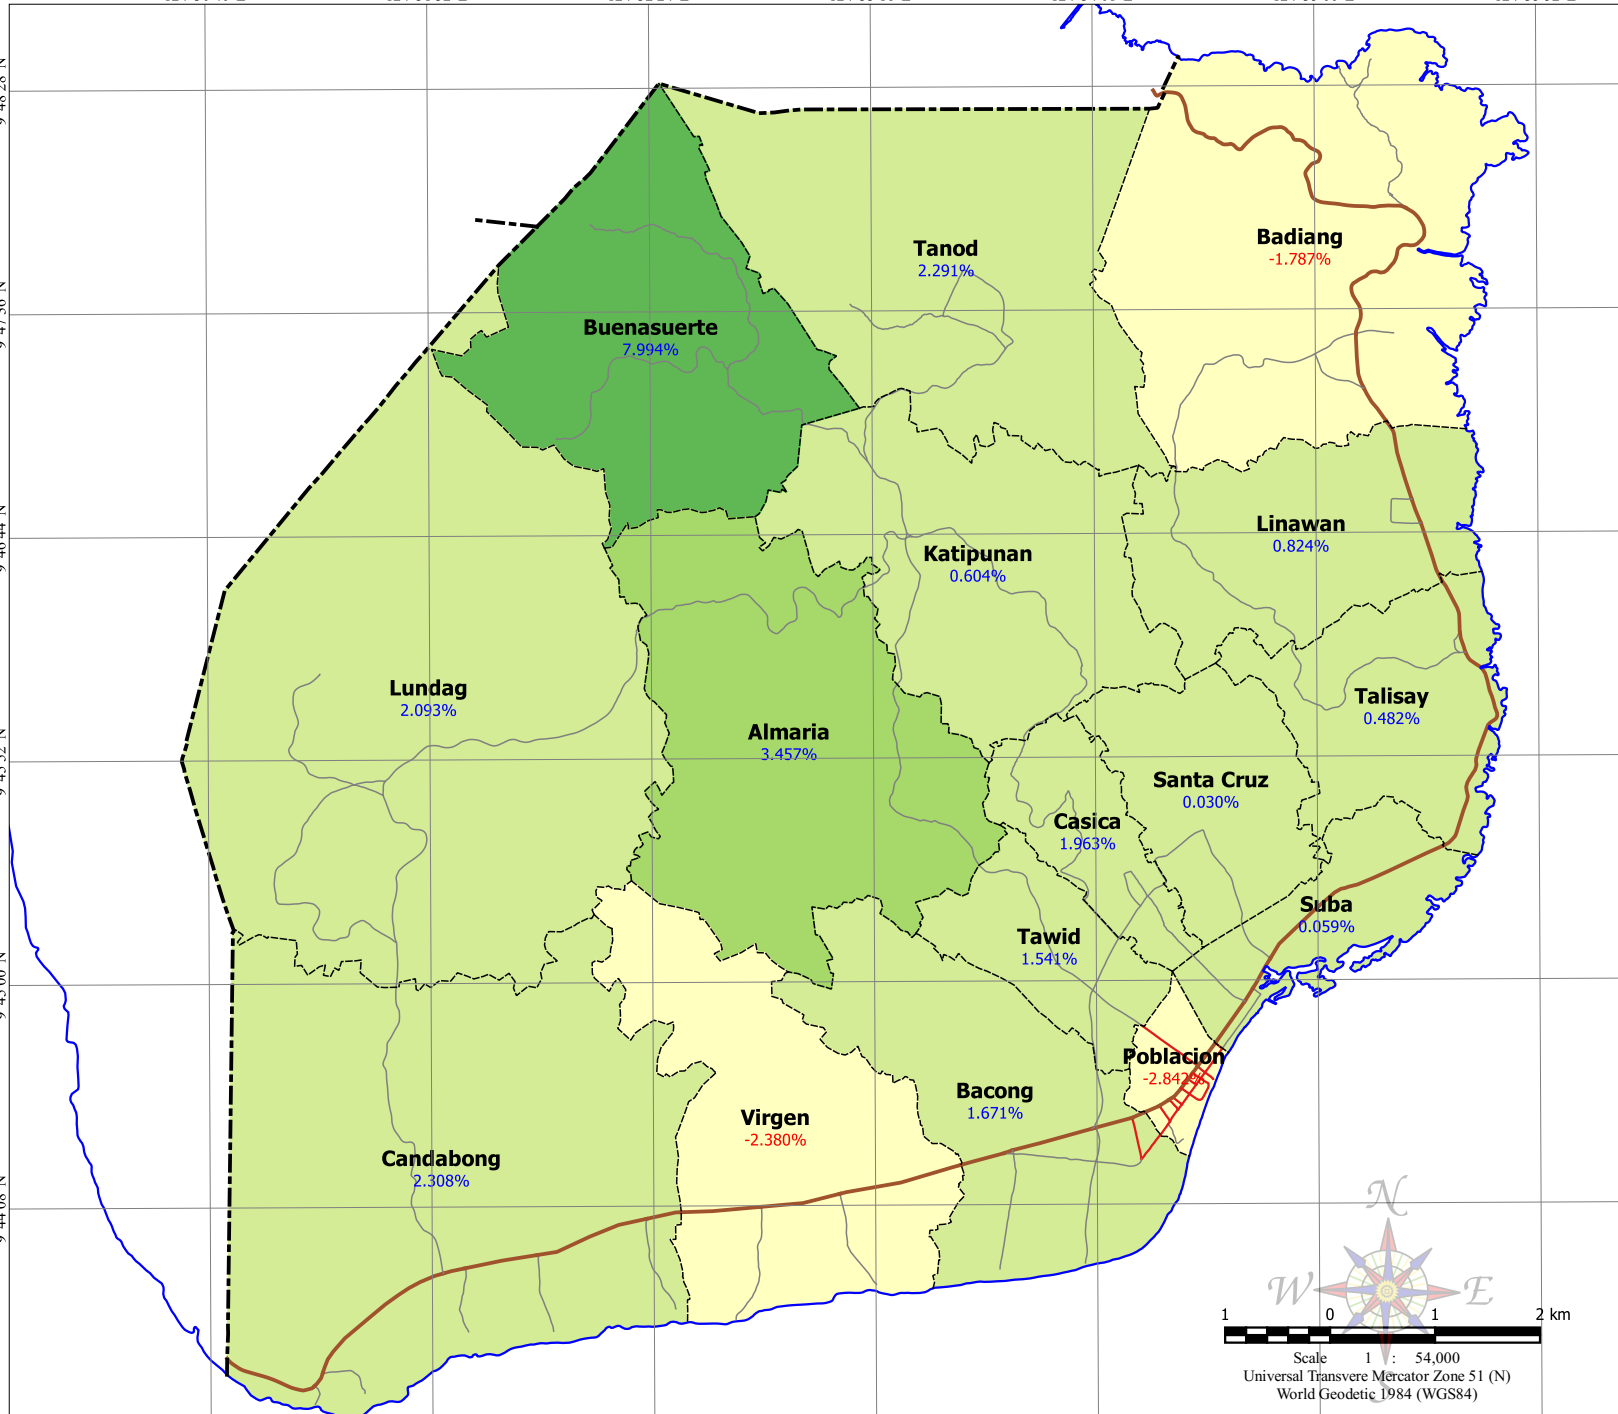 Tanod
2.291%
Badiang
-1.787%
Buenasuerte
7.994%
Linawan
0.824%
Katipunan
0.604%
Lundag
2.093%
Talisay
0.482%
Almaria
3.457%
Santa Cruz
0.030%
Casica
1.963%
Suba
0.059%
Tawid
1.541%
Poblacion
-2.842%
Bacong
1.671%
Virgen
-2.380%
Candabong
2.308%
N
W
E
S
1 0 1 2 km
Scale 1 : 54,000
Universal Transvere Mercator Zone 51 (N)
World Geodetic 1984 (WGS84)